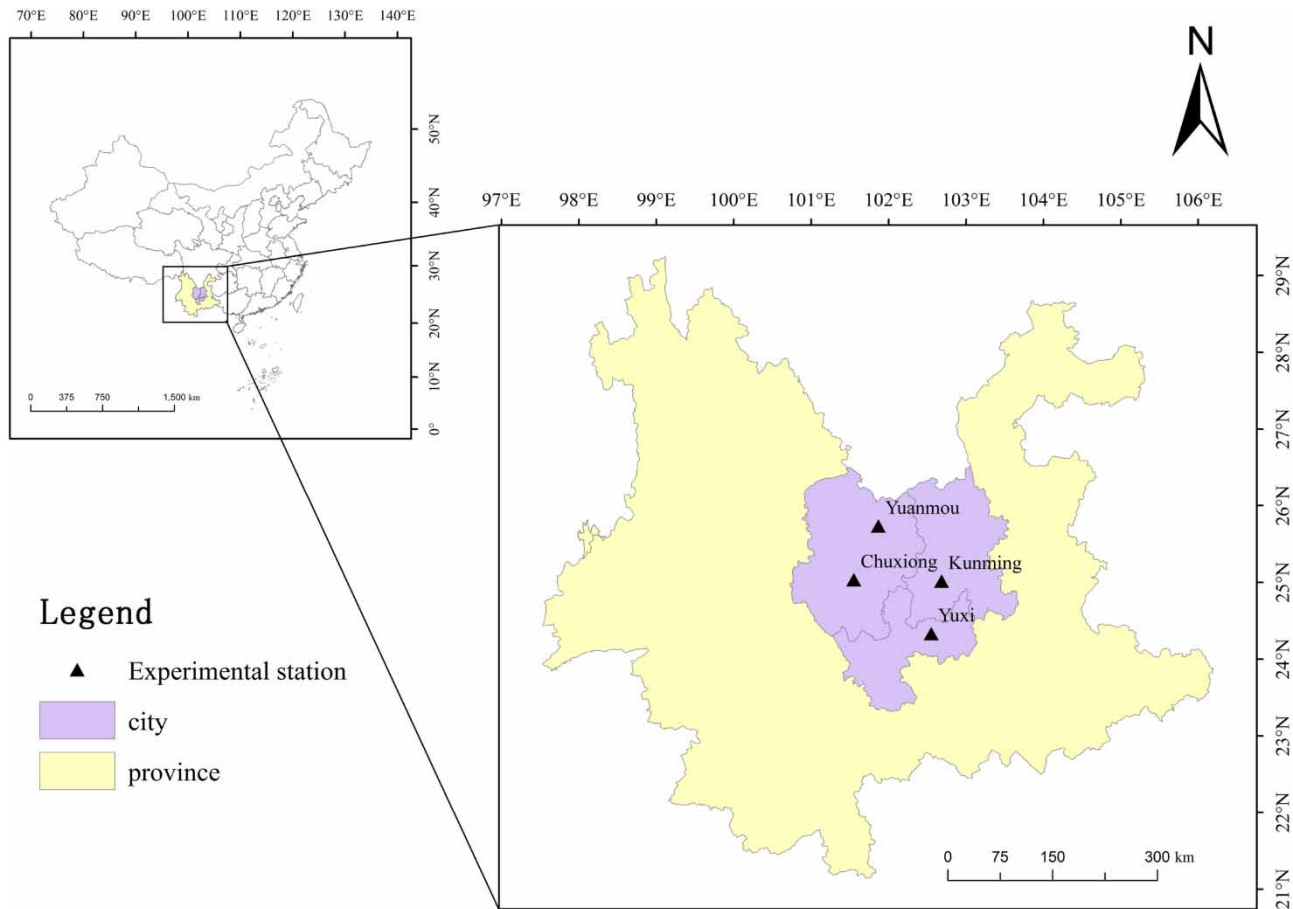 70°E 80°E 90°E 100°E 110°E 120°E 130°E 140°E
50°N
40°N
30°N
20°N
10°N
0°
0 375 750 1,500 km
N
97°E 98°E 99°E 100°E 101°E 102°E 103°E 104°E 105°E 106°E
29°N
28°N
27°N
26°N
25°N
24°N
23°N
22°N
21°N
Yuanmou
Chuxiong
Kunming
Yuxi
0 75 150 300 km
Legend
Experimental station
city
province